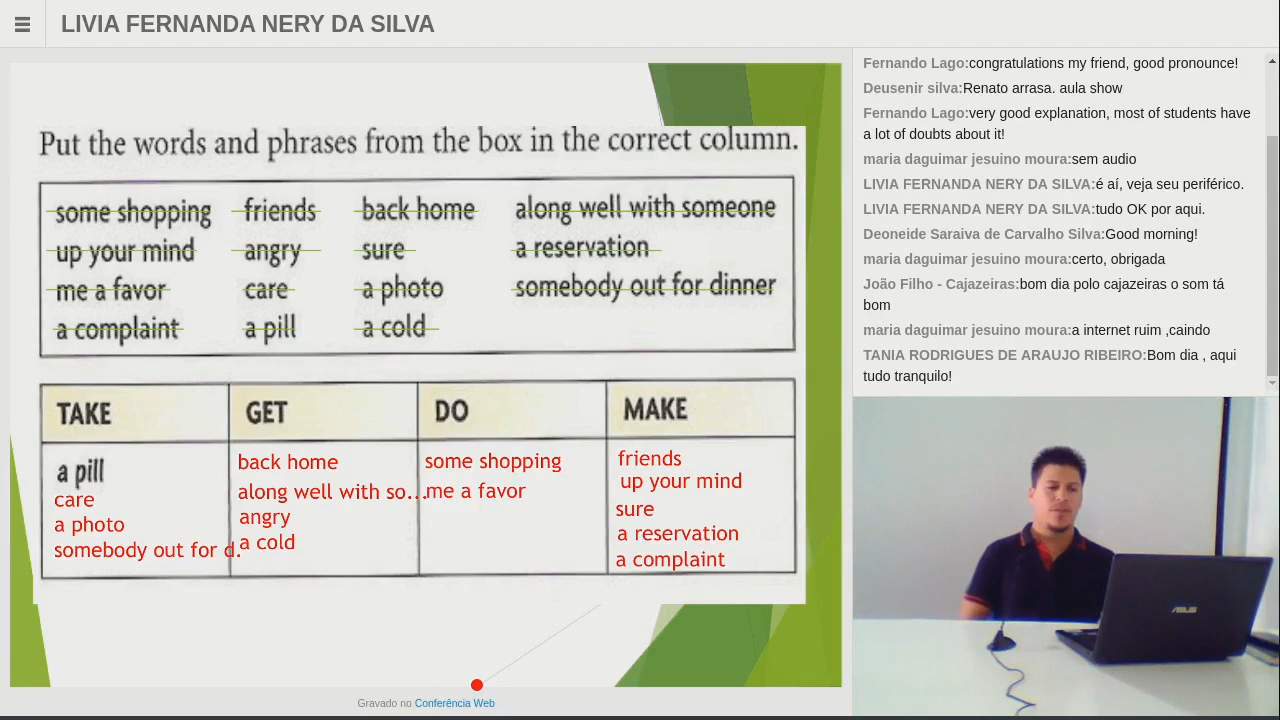 LIVIA FERNANDA NERY DA SILVA
Put the words and phrases from the box in the correct column.
some shopping friends back home along well with someone
up your mind angry sure a reservation
me a favor care a photo somebody out for dinner
a complaint a pill a cold
TAKE GET DO MAKE
a pill
care
a photo
somebody out for d.
back home
along well with so...
angry
a cold
some shopping
me a favor
friends
up your mind
sure
a reservation
a complaint
Gravado no Conferência Web
Fernando Lago:congratulations my friend, good pronounce!
Deusenir silva:Renato arrasa. aula show
Fernando Lago:very good explanation, most of students have
a lot of doubts about it!
maria daguimar jesuino moura:sem audio
LIVIA FERNANDA NERY DA SILVA:é aí, veja seu periférico.
LIVIA FERNANDA NERY DA SILVA:tudo OK por aqui.
Deoneide Saraiva de Carvalho Silva:Good morning!
maria daguimar jesuino moura:certo, obrigada
João Filho - Cajazeiras:bom dia polo cajazeiras o som tá
bom
maria daguimar jesuino moura:a internet ruim ,caindo
TANIA RODRIGUES DE ARAUJO RIBEIRO:Bom dia , aqui
tudo tranquilo!
ASUS